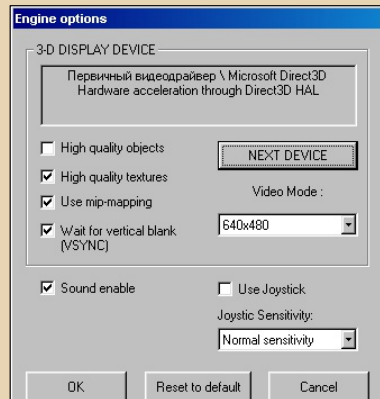 Engine options
3-D DISPLAY DEVICE
Первичный видеодрайвер \ Microsoft Direct3D
Hardware acceleration through Direct3D HAL
High quality objects
NEXT DEVICE
High quality textures
Video Mode :
Use mip-mapping
640x480
Wait for vertical blank
(VSYNC)
Sound enable
Use Joystick
Joystic Sensitivity:
Normal sensitivity
OK
Reset to default
Cancel